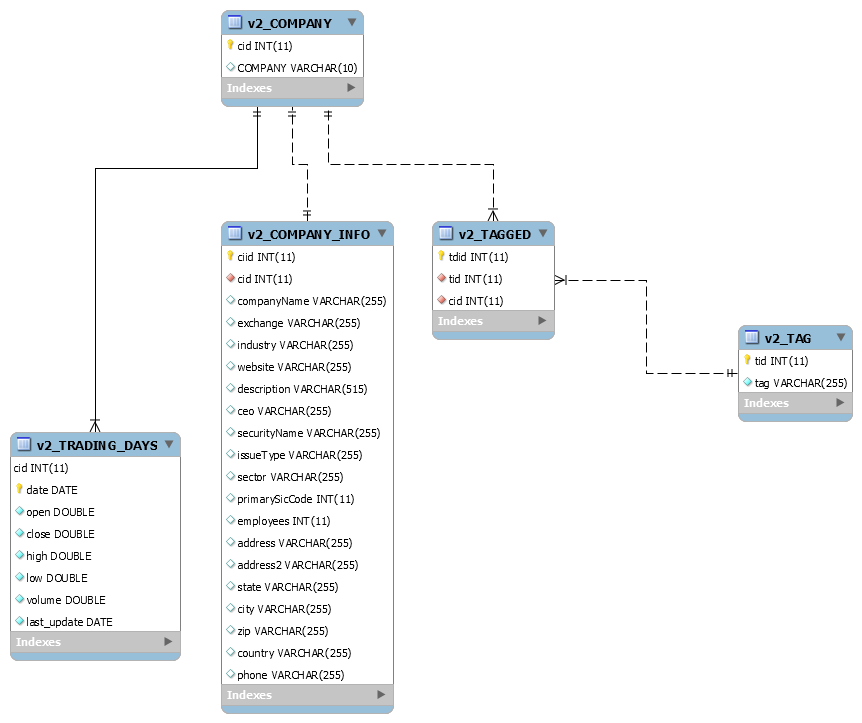 v2_COMPANY
cid INT(11)
COMPANY VARCHAR(10)
Indexes
v2_COMPANY_INFO
ciid INT(11)
cid INT(11)
companyName VARCHAR(255)
exchange VARCHAR(255)
industry VARCHAR(255)
website VARCHAR(255)
description VARCHAR(515)
ceo VARCHAR(255)
securityName VARCHAR(255)
issueType VARCHAR(255)
sector VARCHAR(255)
primarySicCode INT(11)
employees INT(11)
address VARCHAR(255)
address2 VARCHAR(255)
state VARCHAR(255)
city VARCHAR(255)
zip VARCHAR(255)
country VARCHAR(255)
phone VARCHAR(255)
Indexes
v2_TAGGED
tdid INT(11)
tid INT(11)
cid INT(11)
Indexes
v2_TAG
tid INT(11)
tag VARCHAR(255)
Indexes
v2_TRADING_DAYS
cid INT(11)
date DATE
open DOUBLE
close DOUBLE
high DOUBLE
low DOUBLE
volume DOUBLE
last_update DATE
Indexes